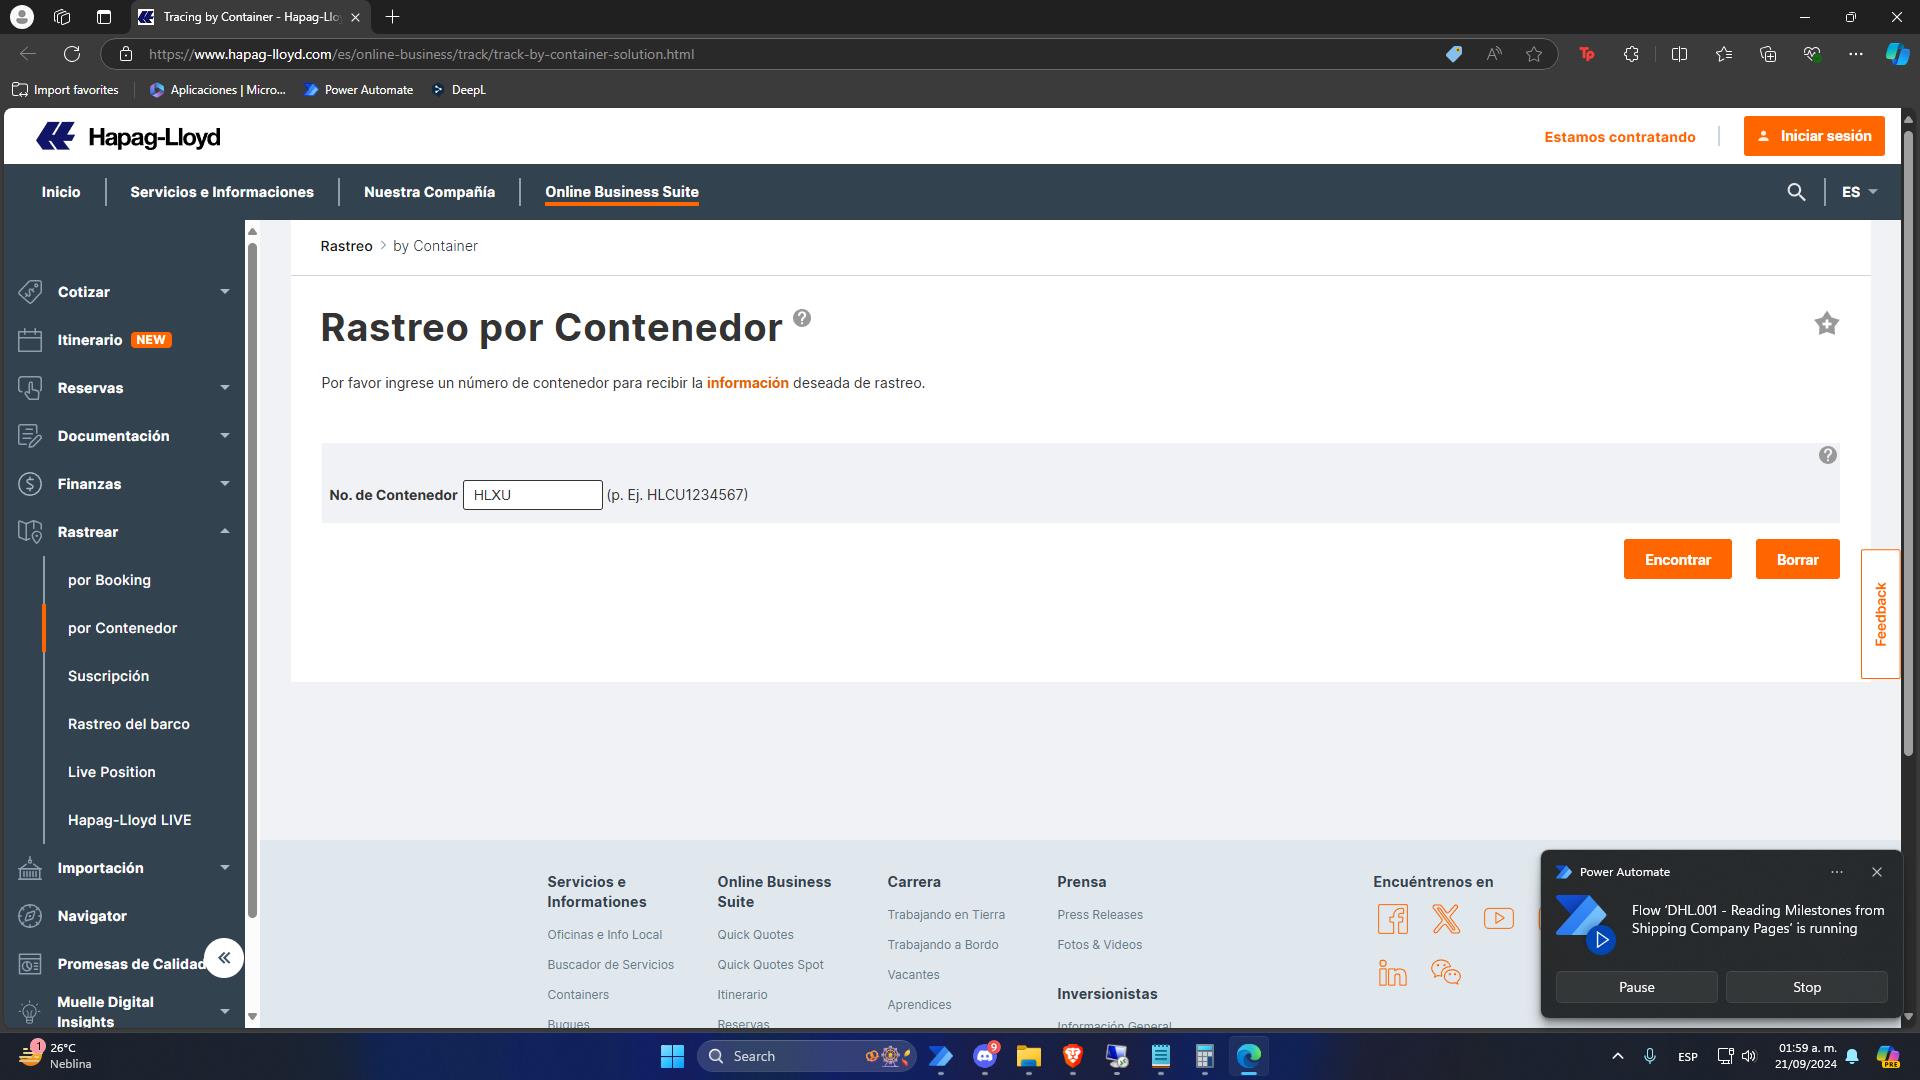 Tracing by Container - Hapag-Llo
https://www.hapag-lloyd.com/es/online-business/track/track-by-container-solution.html
Import favorites
Aplicaciones | Micro...
Power Automate
DeepL
Hapag-Lloyd
Estamos contratando
Iniciar sesión
Inicio
Servicios e Informaciones
Nuestra Compañía
Online Business Suite
ES
Rastreo > by Container
Cotizar
Itinerario NEW
Reservas
Documentación
Finanzas
Rastrear
por Booking
por Contenedor
Suscripción
Rastreo del barco
Live Position
Hapag-Lloyd LIVE
Importación
Navigator
Promesas de Calidad
Muelle Digital
Insights
Rastreo por Contenedor
Por favor ingrese un número de contenedor para recibir la información deseada de rastreo.
No. de Contenedor HLXU (p. Ej. HLCU1234567)
Encontrar
Borrar
Feedback
Servicios e
Informationes
Oficinas e Info Local
Buscador de Servicios
Containers
Buques
Online Business
Suite
Quick Quotes
Quick Quotes Spot
Itinerario
Reservas
Carrera
Trabajando en Tierra
Trabajando a Bordo
Vacantes
Aprendices
Prensa
Press Releases
Fotos & Videos
Inversionistas
Información General
Encuéntrenos en
Power Automate
Flow ‘DHL.001 - Reading Milestones from
Shipping Company Pages’ is running
Pause
Stop
1
26°C
Neblina
Search
9
ESP
01:59 a. m.
21/09/2024
PRE